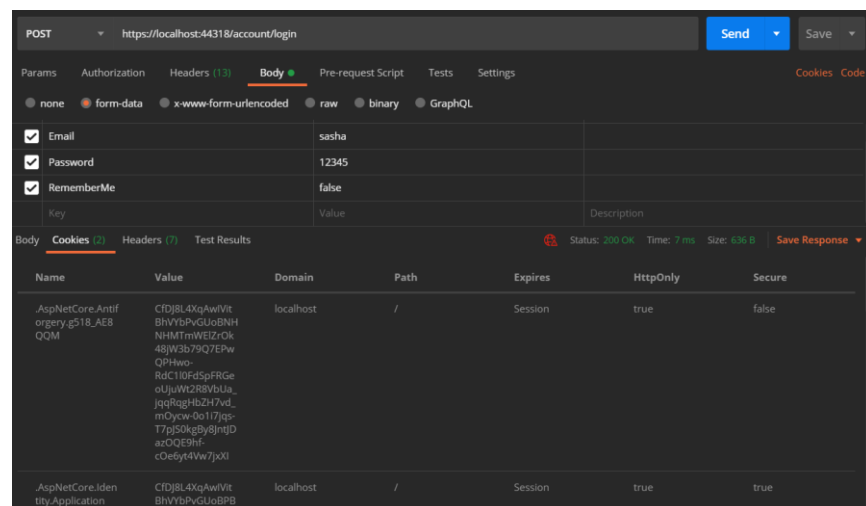 POST https://localhost:44318/account/login Send Save
Params Authorization Headers (13) Body Pre-request Script Tests Settings Cookies Code
none form-data x-www-form-urlencoded raw binary GraphQL
Email sasha
Password 12345
RememberMe false
Key Value Description
Body Cookies (2) Headers (7) Test Results Status: 200 OK Time: 7 ms Size: 636 B Save Response
Name Value Domain Path Expires HttpOnly Secure
.AspNetCore.Antif CfDJ8L4XqAwIVit localhost / Session true false
orgery.g518_AE8 BhVYbPvGUoBNH
QQM NHMTmWElZrOk
48jW3b79Q7EPw
QPHwo-
RdC1l0FdSpFRGe
oUjuWt2R8VbUa_
jqqRqgHbZH7vd_
mOycw-0o1i7jqs-
T7pJS0kgBy8JntJD
azOQE9hf-
cOe6yt4Vw7jxXI
.AspNetCore.Iden CfDJ8L4XqAwIVit localhost / Session true true
tity.Application BhVYbPvGUoBPB